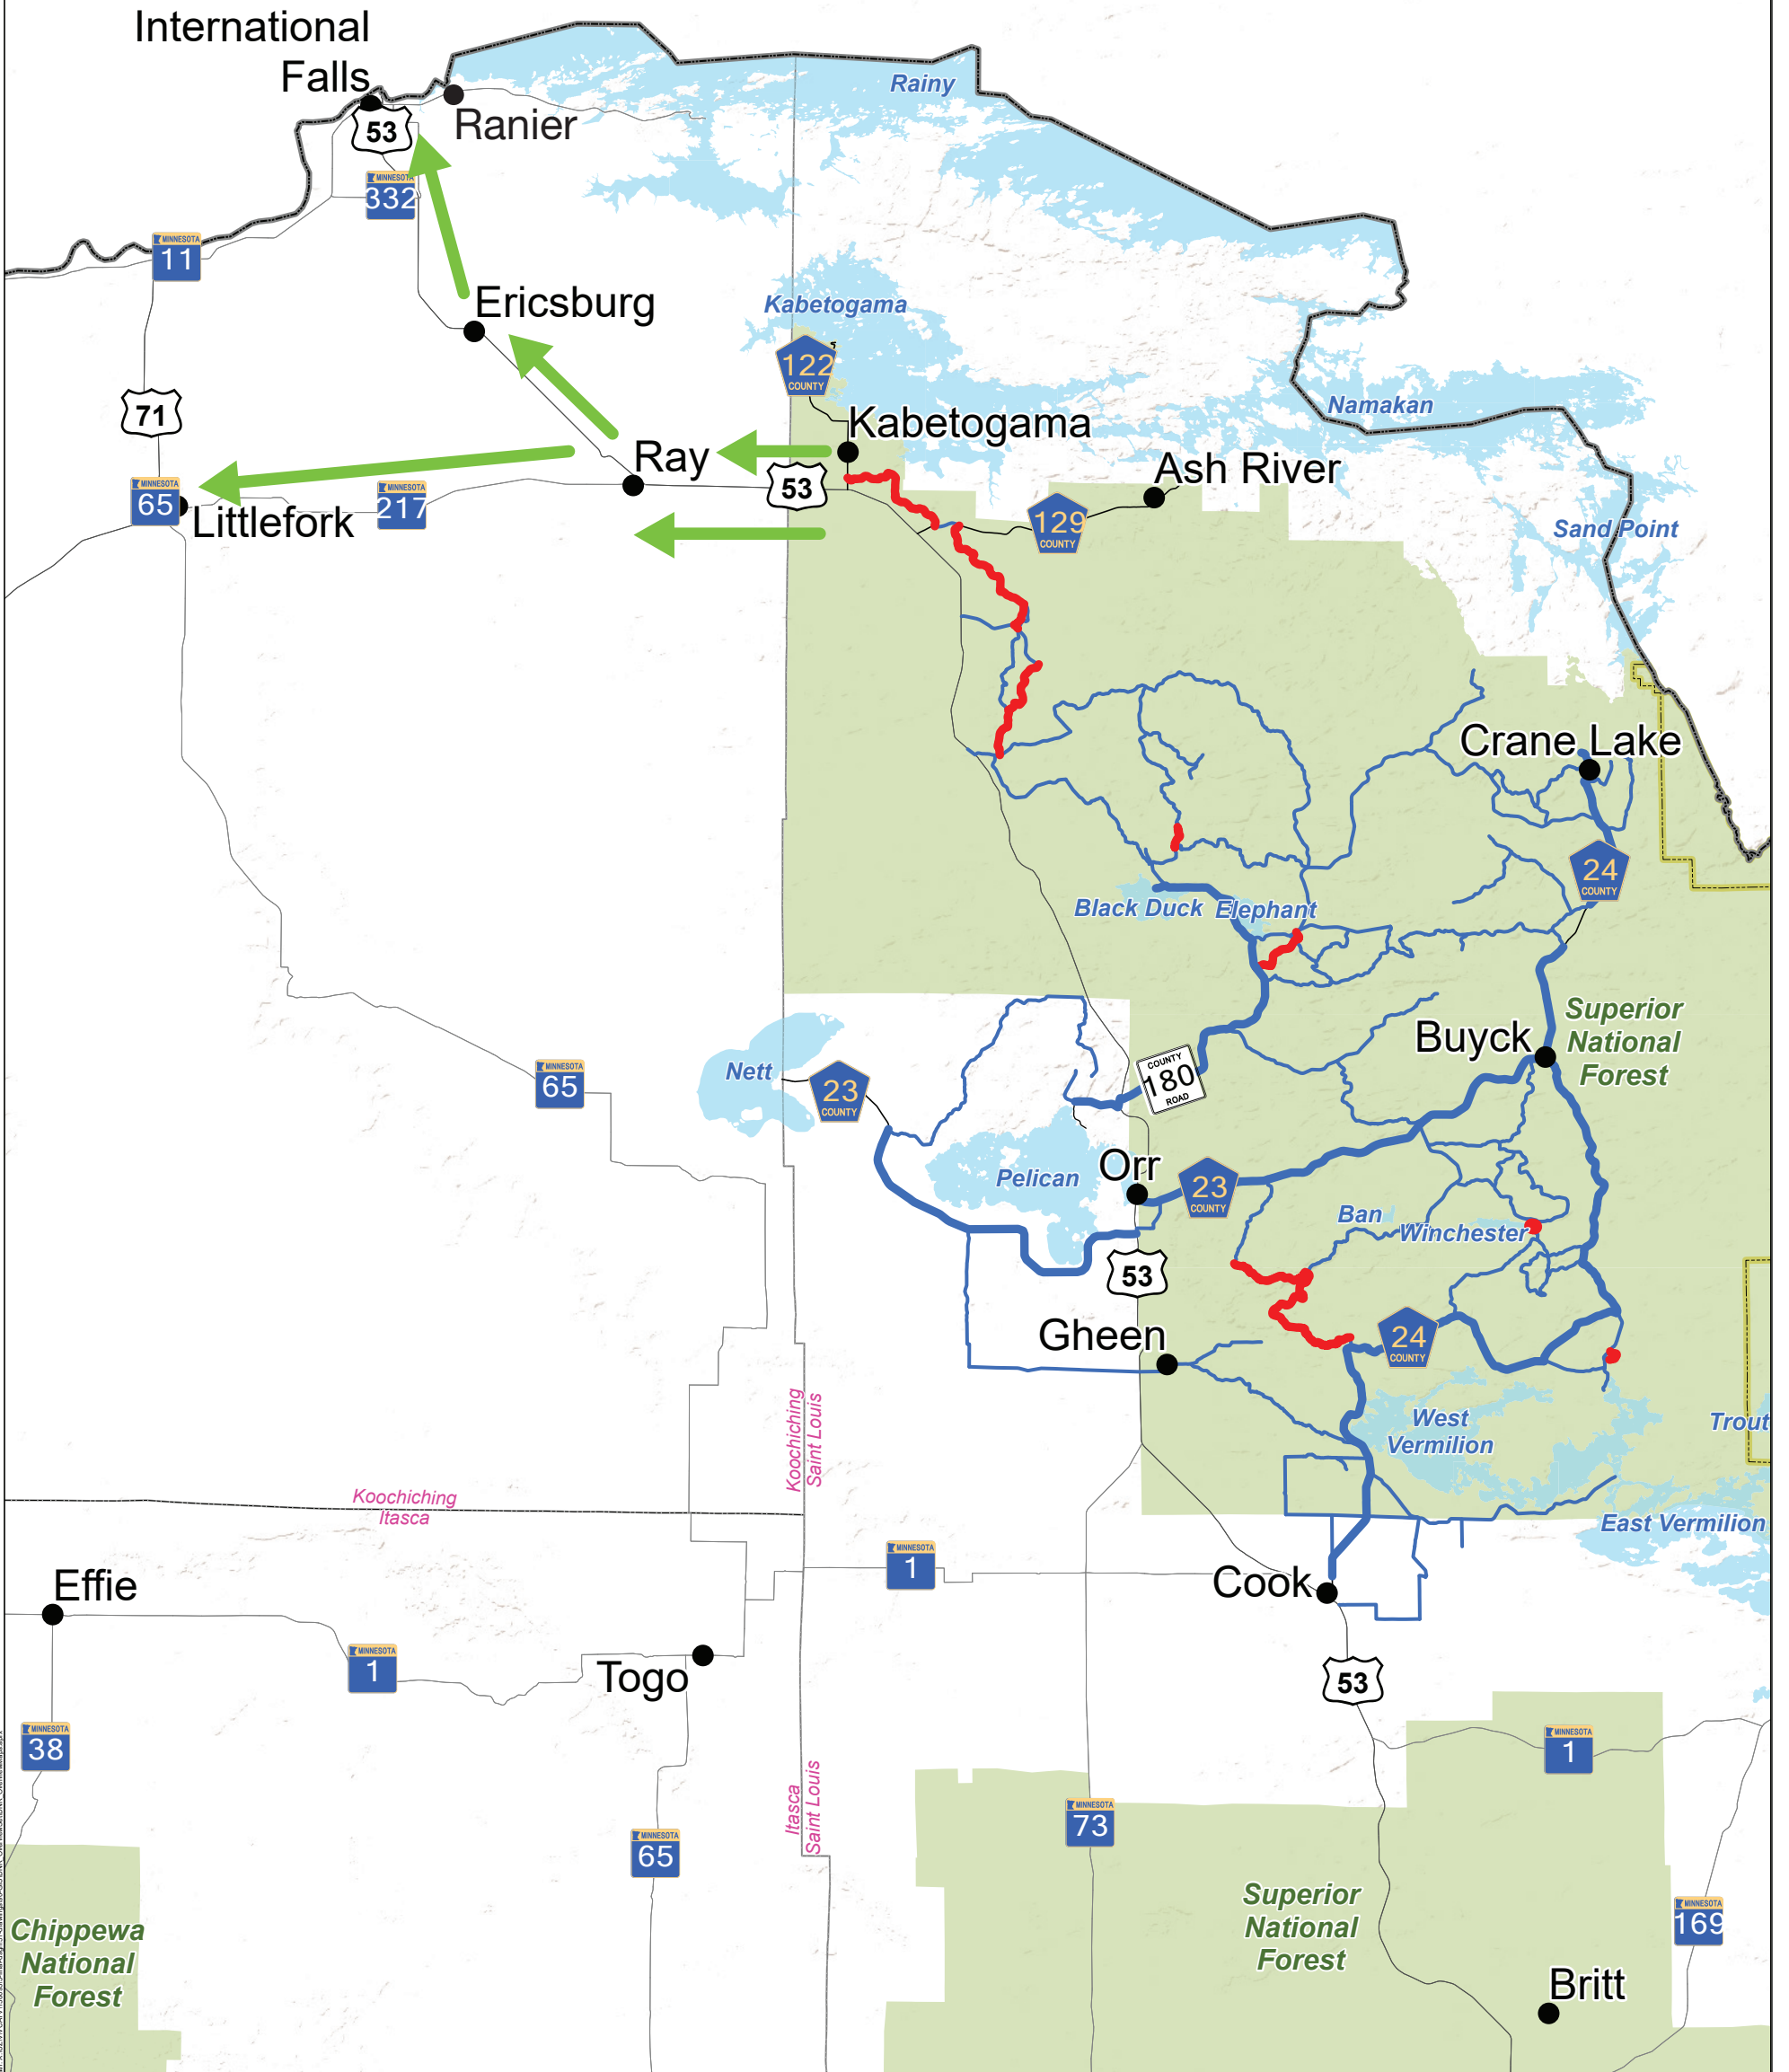 International
Falls
Ranier
Rainy
53
MINNESOTA
332
MINNESOTA
11
Ericsburg
Kabetogama
122
COUNTY
71
Kabetogama
Namakan
Ray
Ash River
MINNESOTA
65
Littlefork
MINNESOTA
217
53
129
COUNTY
Sand Point
Crane Lake
24
COUNTY
Black Duck
Elephant
Superior
National
Forest
Buyck
Nett
23
COUNTY
COUNTY
180
ROAD
MINNESOTA
65
Pelican
Orr
23
COUNTY
Ban
Winchester
53
Gheen
24
COUNTY
West
Vermilion
Trout
Koochiching
Saint Louis
Koochiching
Itasca
East Vermilion
MINNESOTA
1
Cook
Effie
MINNESOTA
1
Togo
53
MINNESOTA
38
MINNESOTA
1
Itasca
Saint Louis
MINNESOTA
73
MINNESOTA
65
Superior
National
Forest
MINNESOTA
169
Chippewa
National
Forest
Britt